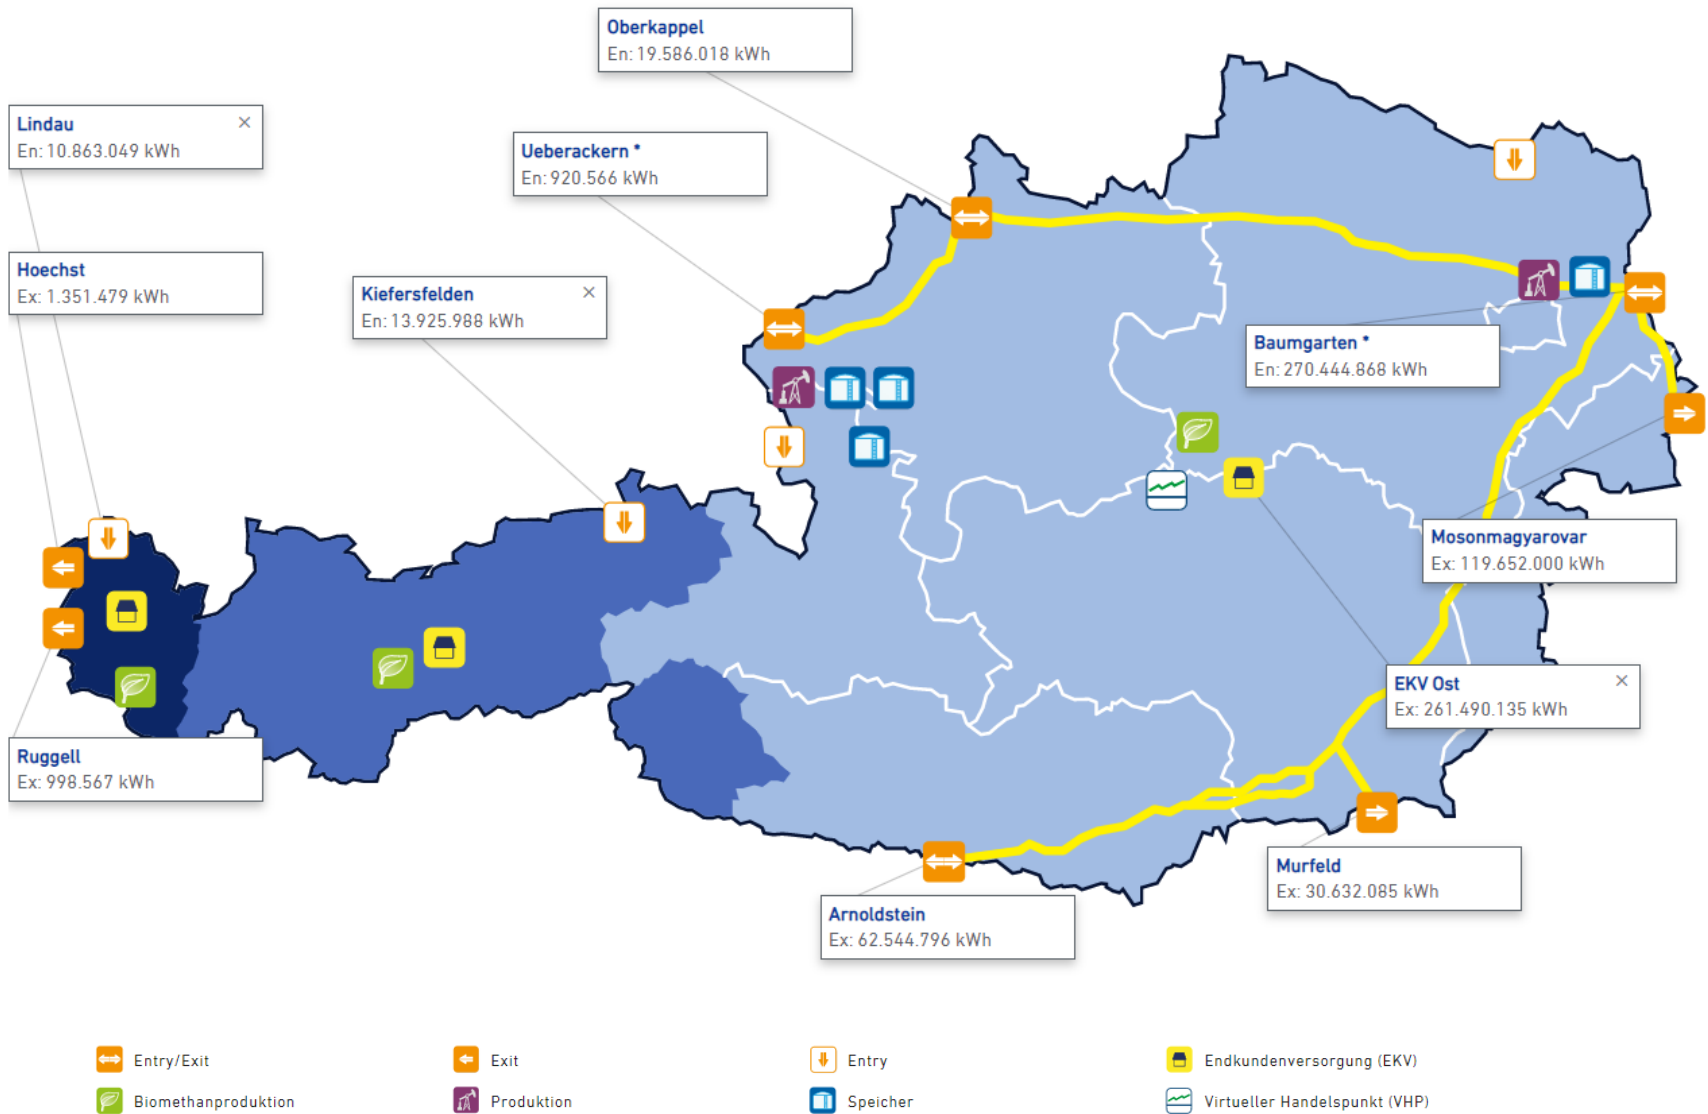 Oberkappel
En: 19.586.018 kWh
Lindau ×
En: 10.863.049 kWh
Ueberackern *
En: 920.566 kWh
Hoechst
Ex: 1.351.479 kWh
Kiefersfelden ×
En: 13.925.988 kWh
Baumgarten *
En: 270.444.868 kWh
Mosonmagyarovar
Ex: 119.652.000 kWh
EKV Ost ×
Ex: 261.490.135 kWh
Ruggell
Ex: 998.567 kWh
Murfeld
Ex: 30.632.085 kWh
Arnoldstein
Ex: 62.544.796 kWh
Entry/Exit
Exit
Entry
Endkundenversorgung (EKV)
Biomethanproduktion
Produktion
Speicher
Virtueller Handelspunkt (VHP)